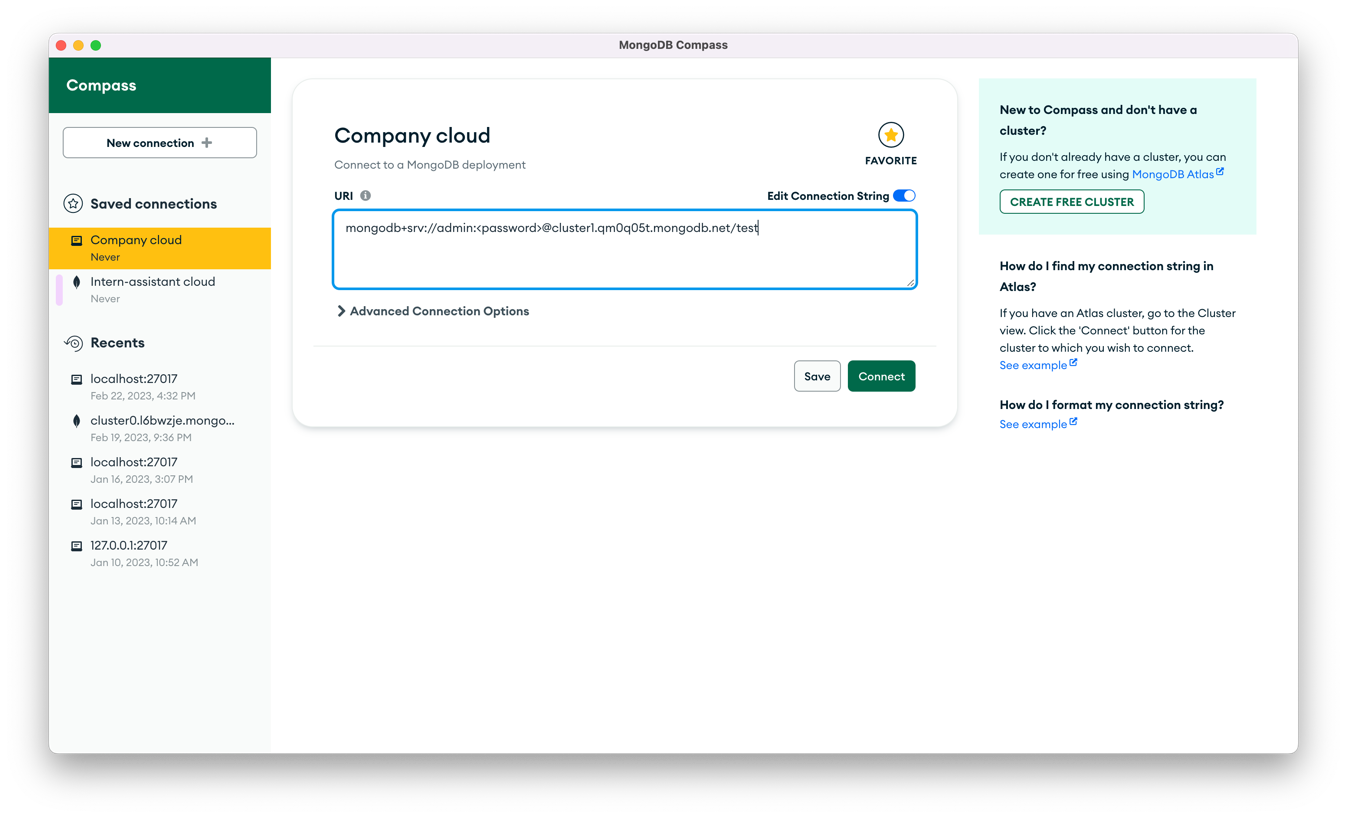 MongoDB Compass
Compass
New connection
Saved connections
Company cloud
Never
Intern-assistant cloud
Never
Recents
localhost:27017
Feb 22, 2023, 4:32 PM
cluster0.l6bwzje.mongo...
Feb 19, 2023, 9:36 PM
localhost:27017
Jan 16, 2023, 3:07 PM
localhost:27017
Jan 13, 2023, 10:14 AM
127.0.0.1:27017
Jan 10, 2023, 10:52 AM
Company cloud
Connect to a MongoDB deployment
FAVORITE
URI
Edit Connection String
mongodb+srv://admin:<password>@cluster1.qm0q05t.mongodb.net/test
Advanced Connection Options
Save
Connect
New to Compass and don't have a
cluster?
If you don't already have a cluster, you can
create one for free using MongoDB Atlas
CREATE FREE CLUSTER
How do I find my connection string in
Atlas?
If you have an Atlas cluster, go to the Cluster
view. Click the 'Connect' button for the
cluster to which you wish to connect.
See example
How do I format my connection string?
See example